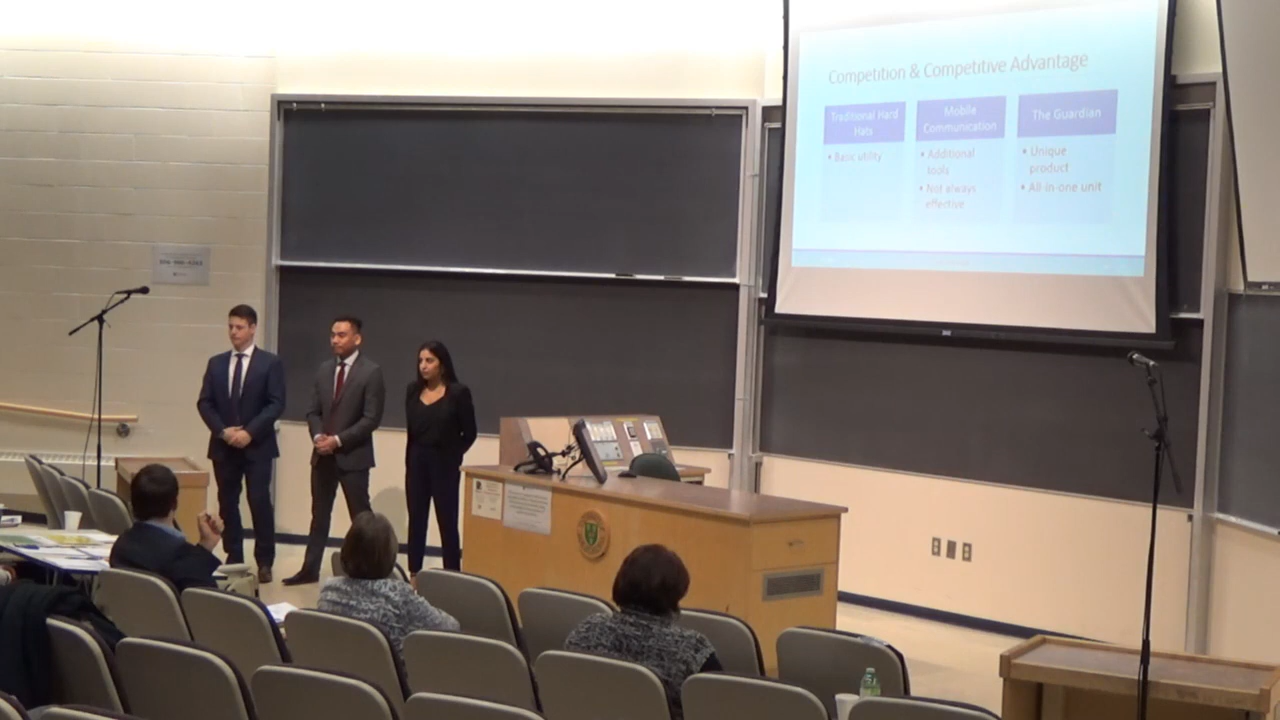 Competition & Competitive Advantage
Traditional Hard
Hats
• Basic utility
Mobile
Communication
• Additional
tools
• Not always
effective
The Guardian
• Unique
product
• All-in-one unit